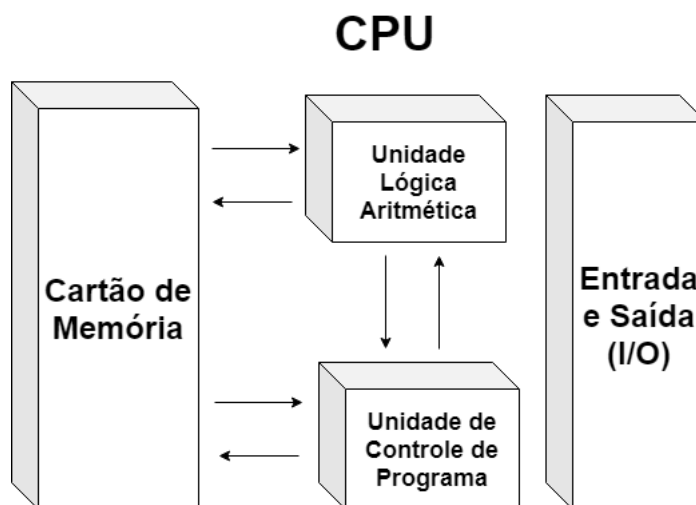 CPU
Cartão de
Memória
Unidade
Lógica
Aritmética
Unidade de
Controle de
Programa
Entrada
e Saída
(I/O)